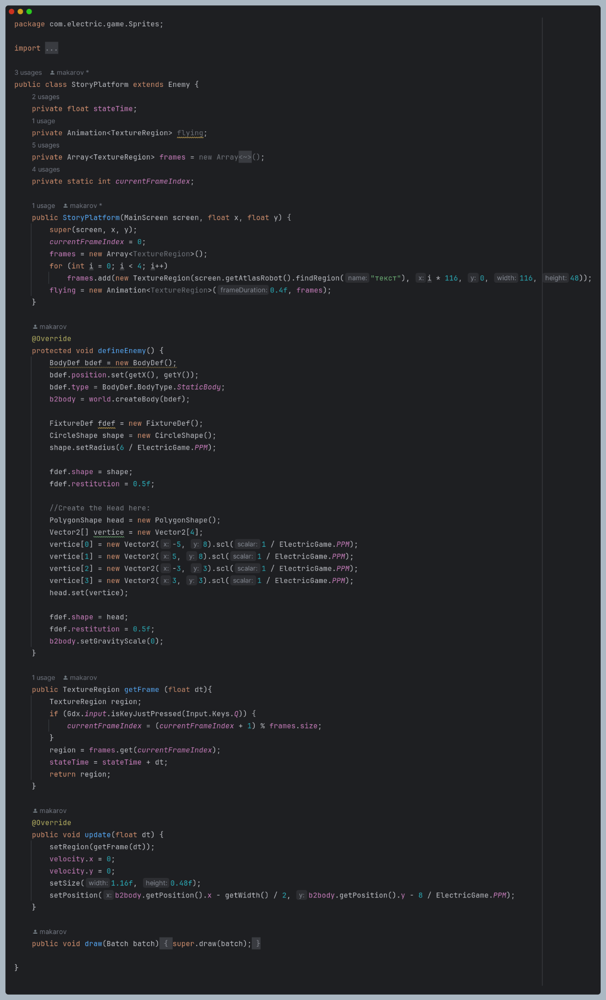 package com.electric.game.Sprites;
import ...
3 usages makarov *
public class StoryPlatform extends Enemy {
2 usages
private float stateTime;
1 usage
private Animation<TextureRegion> flying;
5 usages
private Array<TextureRegion> frames = new Array<~>();
4 usages
private static int currentFrameIndex;
1 usage makarov *
public StoryPlatform(MainScreen screen, float x, float y) {
super(screen, x, y);
currentFrameIndex = 0;
frames = new Array<TextureRegion>();
for (int i = 0; i < 4; i++)
frames.add(new TextureRegion(screen.getAtlasRobot().findRegion( name: "текст"), x: i * 116, y: 0, width: 116, height: 48));
flying = new Animation<TextureRegion>( frameDuration: 0.4f, frames);
}
makarov
@Override
protected void defineEnemy() {
BodyDef bdef = new BodyDef();
bdef.position.set(getX(), getY());
bdef.type = BodyDef.BodyType.StaticBody;
b2body = world.createBody(bdef);
FixtureDef fdef = new FixtureDef();
CircleShape shape = new CircleShape();
shape.setRadius(6 / ElectricGame.PPM);
fdef.shape = shape;
fdef.restitution = 0.5f;
//Create the Head here:
PolygonShape head = new PolygonShape();
Vector2[] vertice = new Vector2[4];
vertice[0] = new Vector2( x: -5, y: 8).scl( scalar: 1 / ElectricGame.PPM);
vertice[1] = new Vector2( x: 5, y: 8).scl( scalar: 1 / ElectricGame.PPM);
vertice[2] = new Vector2( x: -3, y: 3).scl( scalar: 1 / ElectricGame.PPM);
vertice[3] = new Vector2( x: 3, y: 3).scl( scalar: 1 / ElectricGame.PPM);
head.set(vertice);
fdef.shape = head;
fdef.restitution = 0.5f;
b2body.setGravityScale(0);
}
1 usage makarov
public TextureRegion getFrame (float dt){
TextureRegion region;
if (Gdx.input.isKeyJustPressed(Input.Keys.Q)) {
currentFrameIndex = (currentFrameIndex + 1) % frames.size;
}
region = frames.get(currentFrameIndex);
stateTime = stateTime + dt;
return region;
}
makarov
@Override
public void update(float dt) {
setRegion(getFrame(dt));
velocity.x = 0;
velocity.y = 0;
setSize( width: 1.16f, height: 0.48f);
setPosition( x: b2body.getPosition().x - getWidth() / 2, y: b2body.getPosition().y - 8 / ElectricGame.PPM);
}
makarov
public void draw(Batch batch) { super.draw(batch); }
}